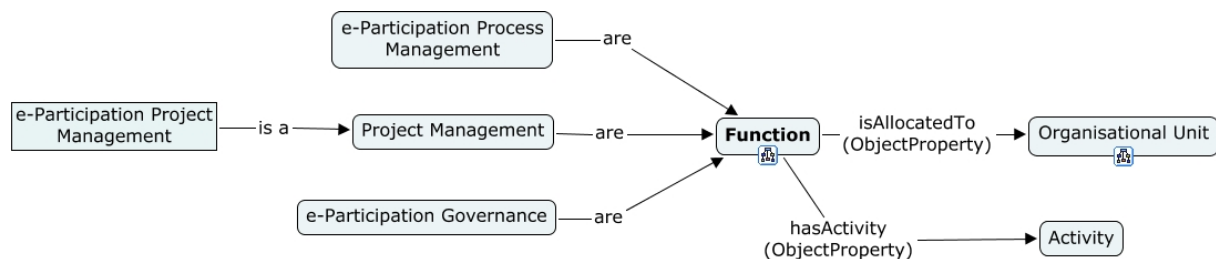 e-Participation Process
Management
are
e-Participation Project
Management
is a
Project Management
are
Function
isAllocatedTo
(ObjectProperty)
Organisational Unit
e-Participation Governance
are
hasActivity
(ObjectProperty)
Activity